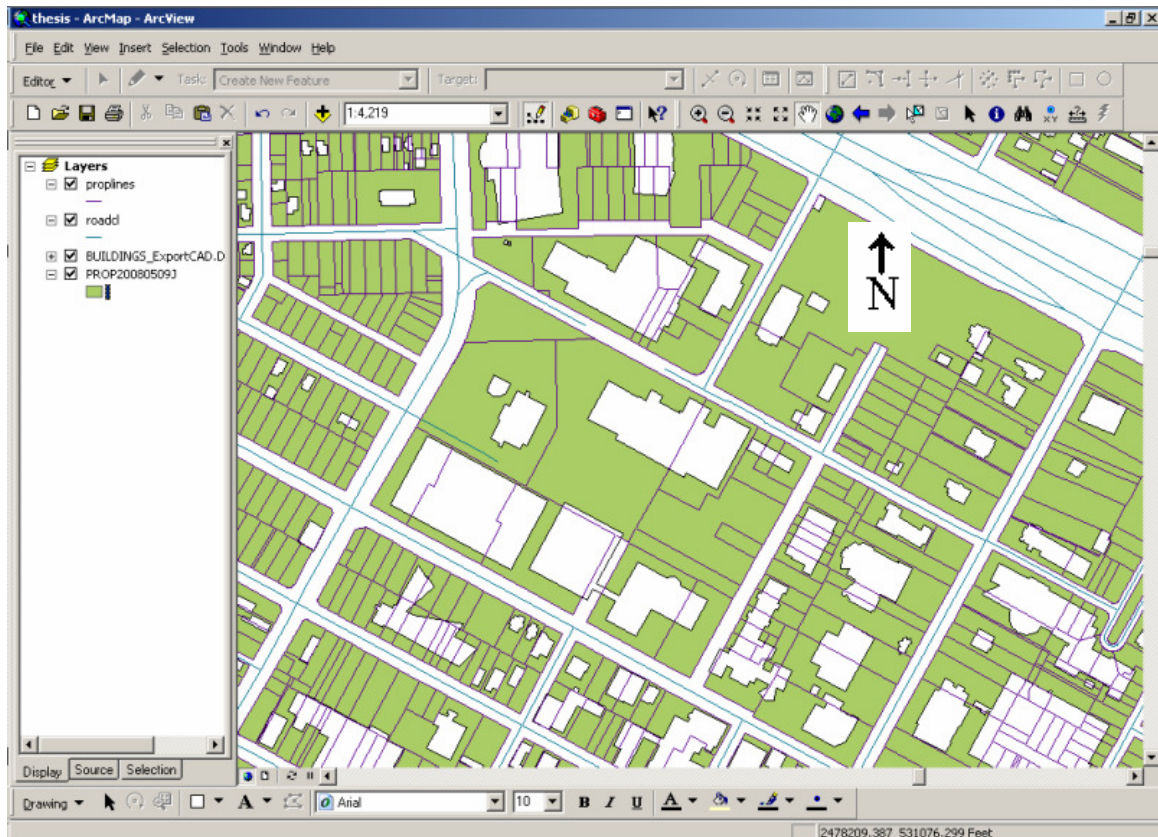 thesis - ArcMap - ArcView
File Edit View Insert Selection Tools Window Help
Editor Task: Create New Feature Target:
1:4,219
Layers
proplines
roadcl
BUILDINGS_ExportCAD.D
PROP20080509J
N
Display Source Selection
Drawing A Arial 10 B I U A
2478209.387 531076.299 Feet